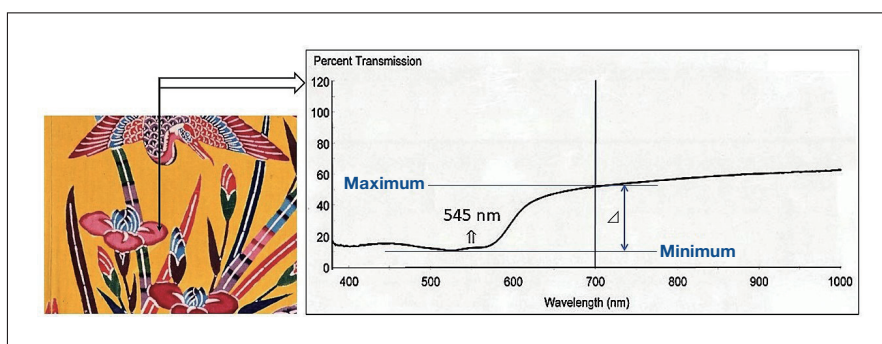 Percent Transmission
120
100
80
60
40
20
0
Maximum
545 nm
⇑
⊿
Minimum
400 500 600 700 800 900 1000
Wavelength (nm)